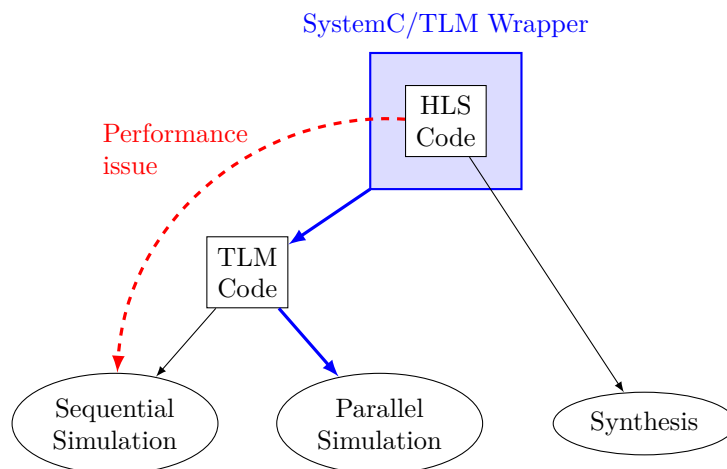 SystemC/TLM Wrapper
HLS
Code
Performance
issue
TLM
Code
Sequential
Simulation
Parallel
Simulation
Synthesis